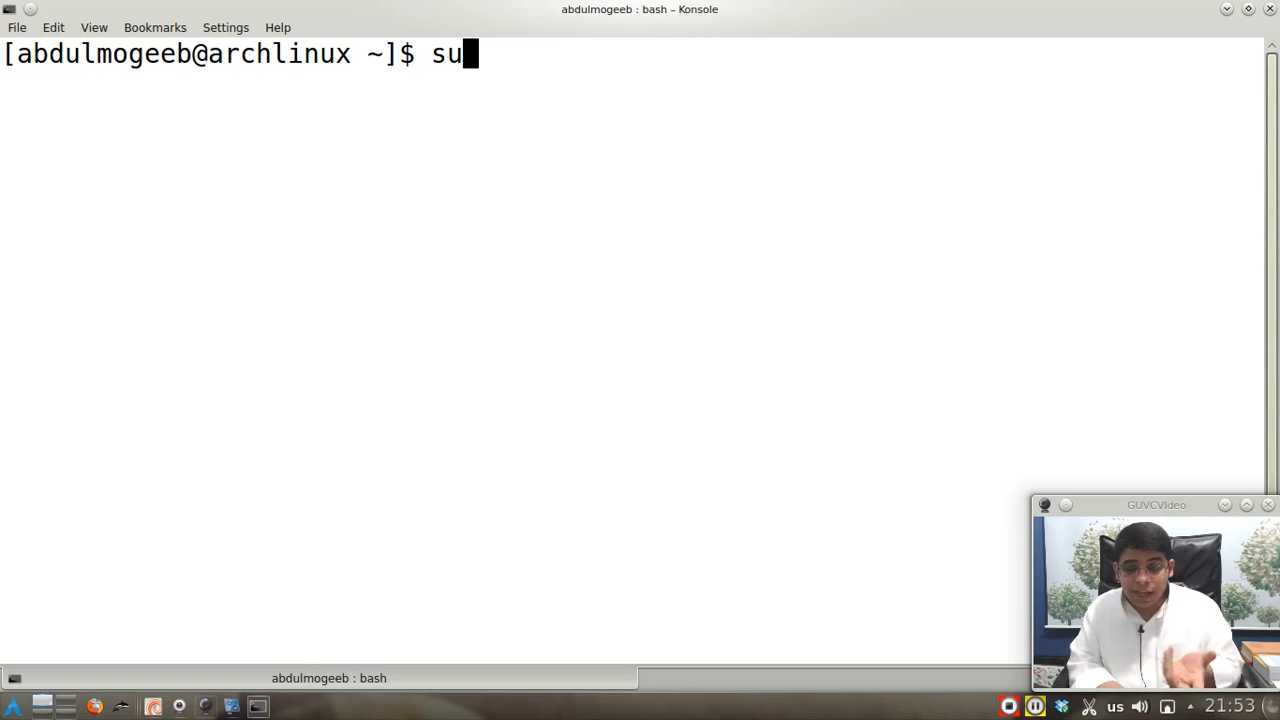 abdulmogeeb : bash – Konsole
File Edit View Bookmarks Settings Help
[abdulmogeeb@archlinux ~]$ su
GUVCVIdeo
abdulmogeeb : bash
us 21:53